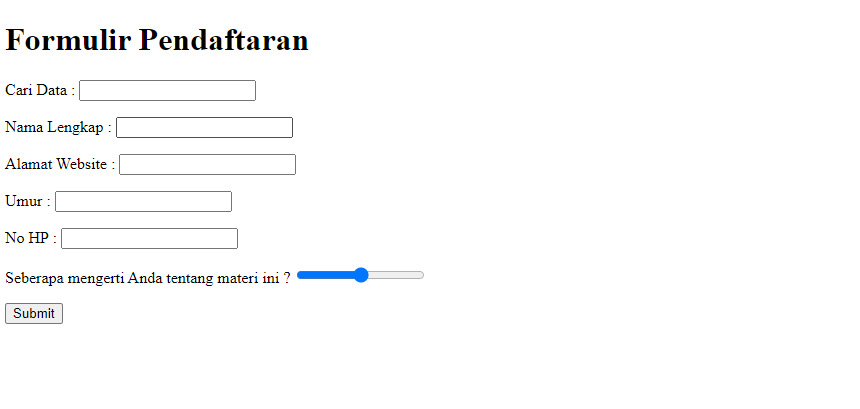 Formulir Pendaftaran
Cari Data :
Nama Lengkap :
Alamat Website :
Umur :
No HP :
Seberapa mengerti Anda tentang materi ini ?
Submit